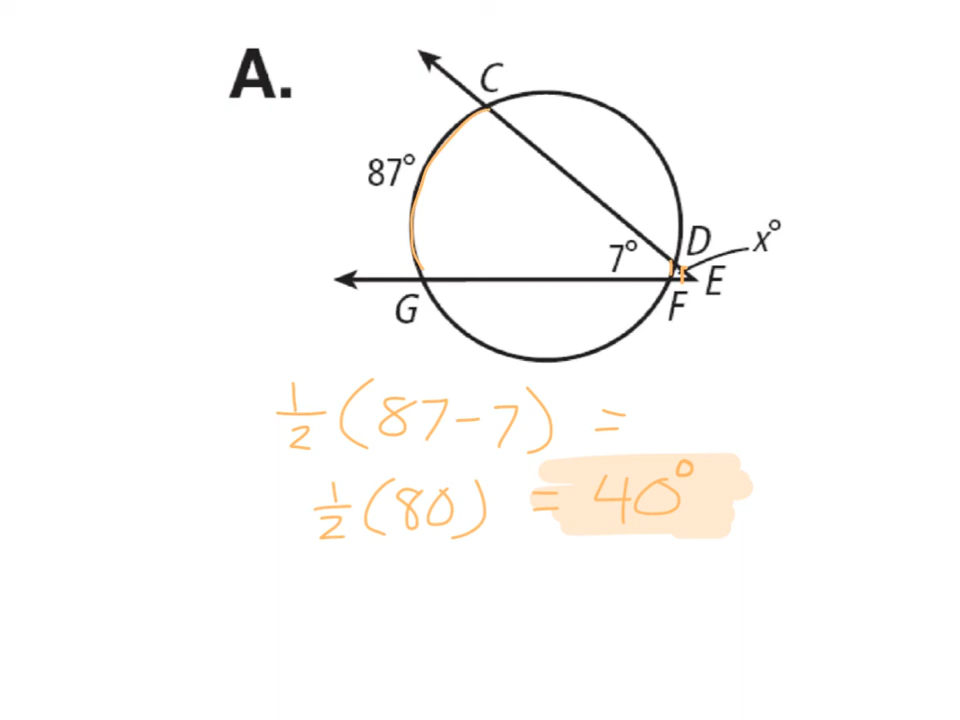 A.
C
87°
7°
D
x°
E
G
F
1/2 (87-7) =
1/2 (80) = 40°